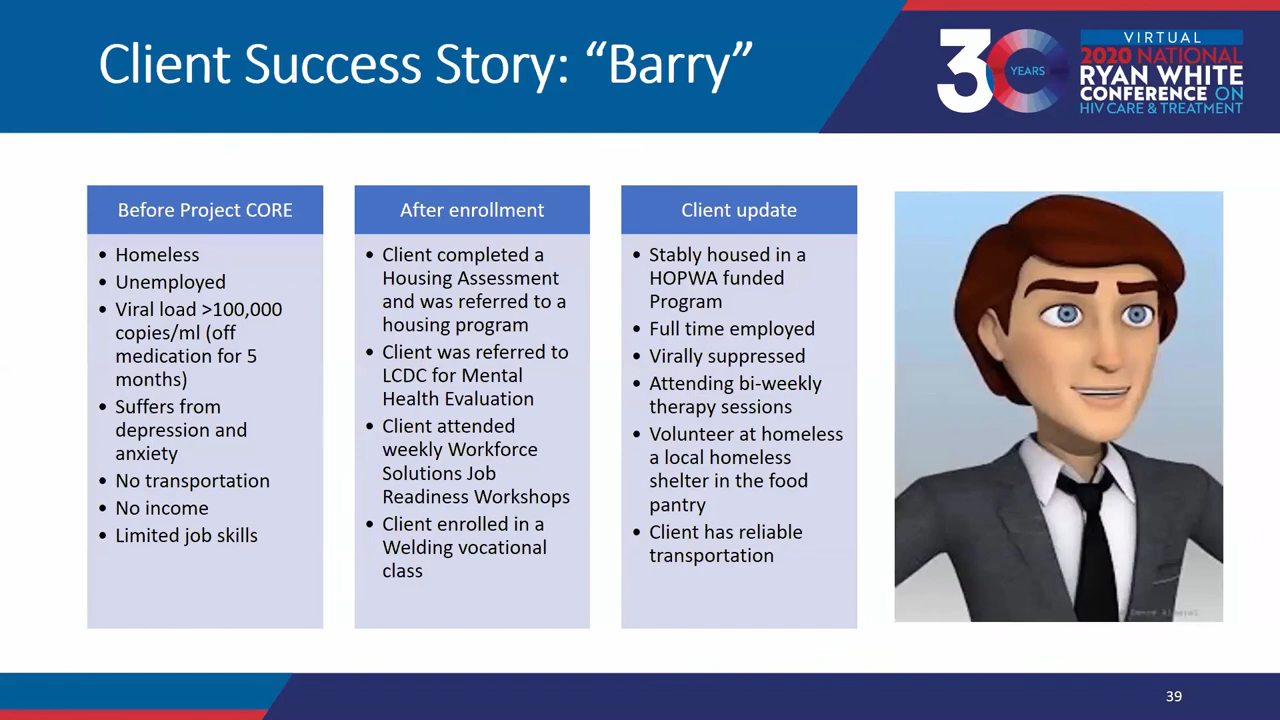 Client Success Story: “Barry”
30 YEARS
VIRTUAL
2020 NATIONAL
RYAN WHITE
CONFERENCE ON
HIV CARE & TREATMENT
Before Project CORE
• Homeless
• Unemployed
• Viral load >100,000
copies/ml (off
medication for 5
months)
• Suffers from
depression and
anxiety
• No transportation
• No income
• Limited job skills
After enrollment
• Client completed a
Housing Assessment
and was referred to a
housing program
• Client was referred to
LCDC for Mental
Health Evaluation
• Client attended
weekly Workforce
Solutions Job
Readiness Workshops
• Client enrolled in a
Welding vocational
class
Client update
• Stably housed in a
HOPWA funded
Program
• Full time employed
• Virally suppressed
• Attending bi-weekly
therapy sessions
• Volunteer at homeless
a local homeless
shelter in the food
pantry
• Client has reliable
transportation
39